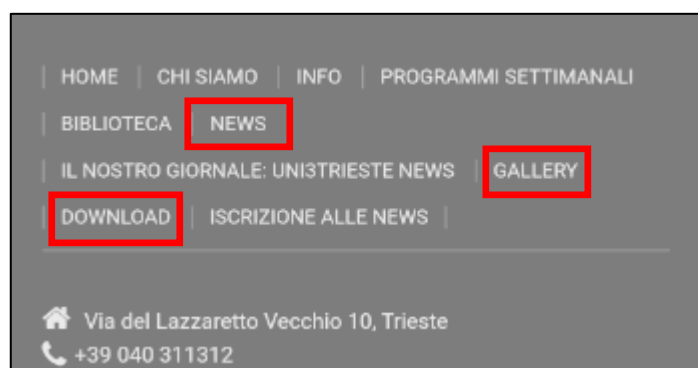 | HOME | CHI SIAMO | INFO | PROGRAMMI SETTIMANALI
| BIBLIOTECA | NEWS
| IL NOSTRO GIORNALE: UNI3TRIESTE NEWS | GALLERY
| DOWNLOAD | ISCRIZIONE ALLE NEWS |
Via del Lazzaretto Vecchio 10, Trieste
+39 040 311312